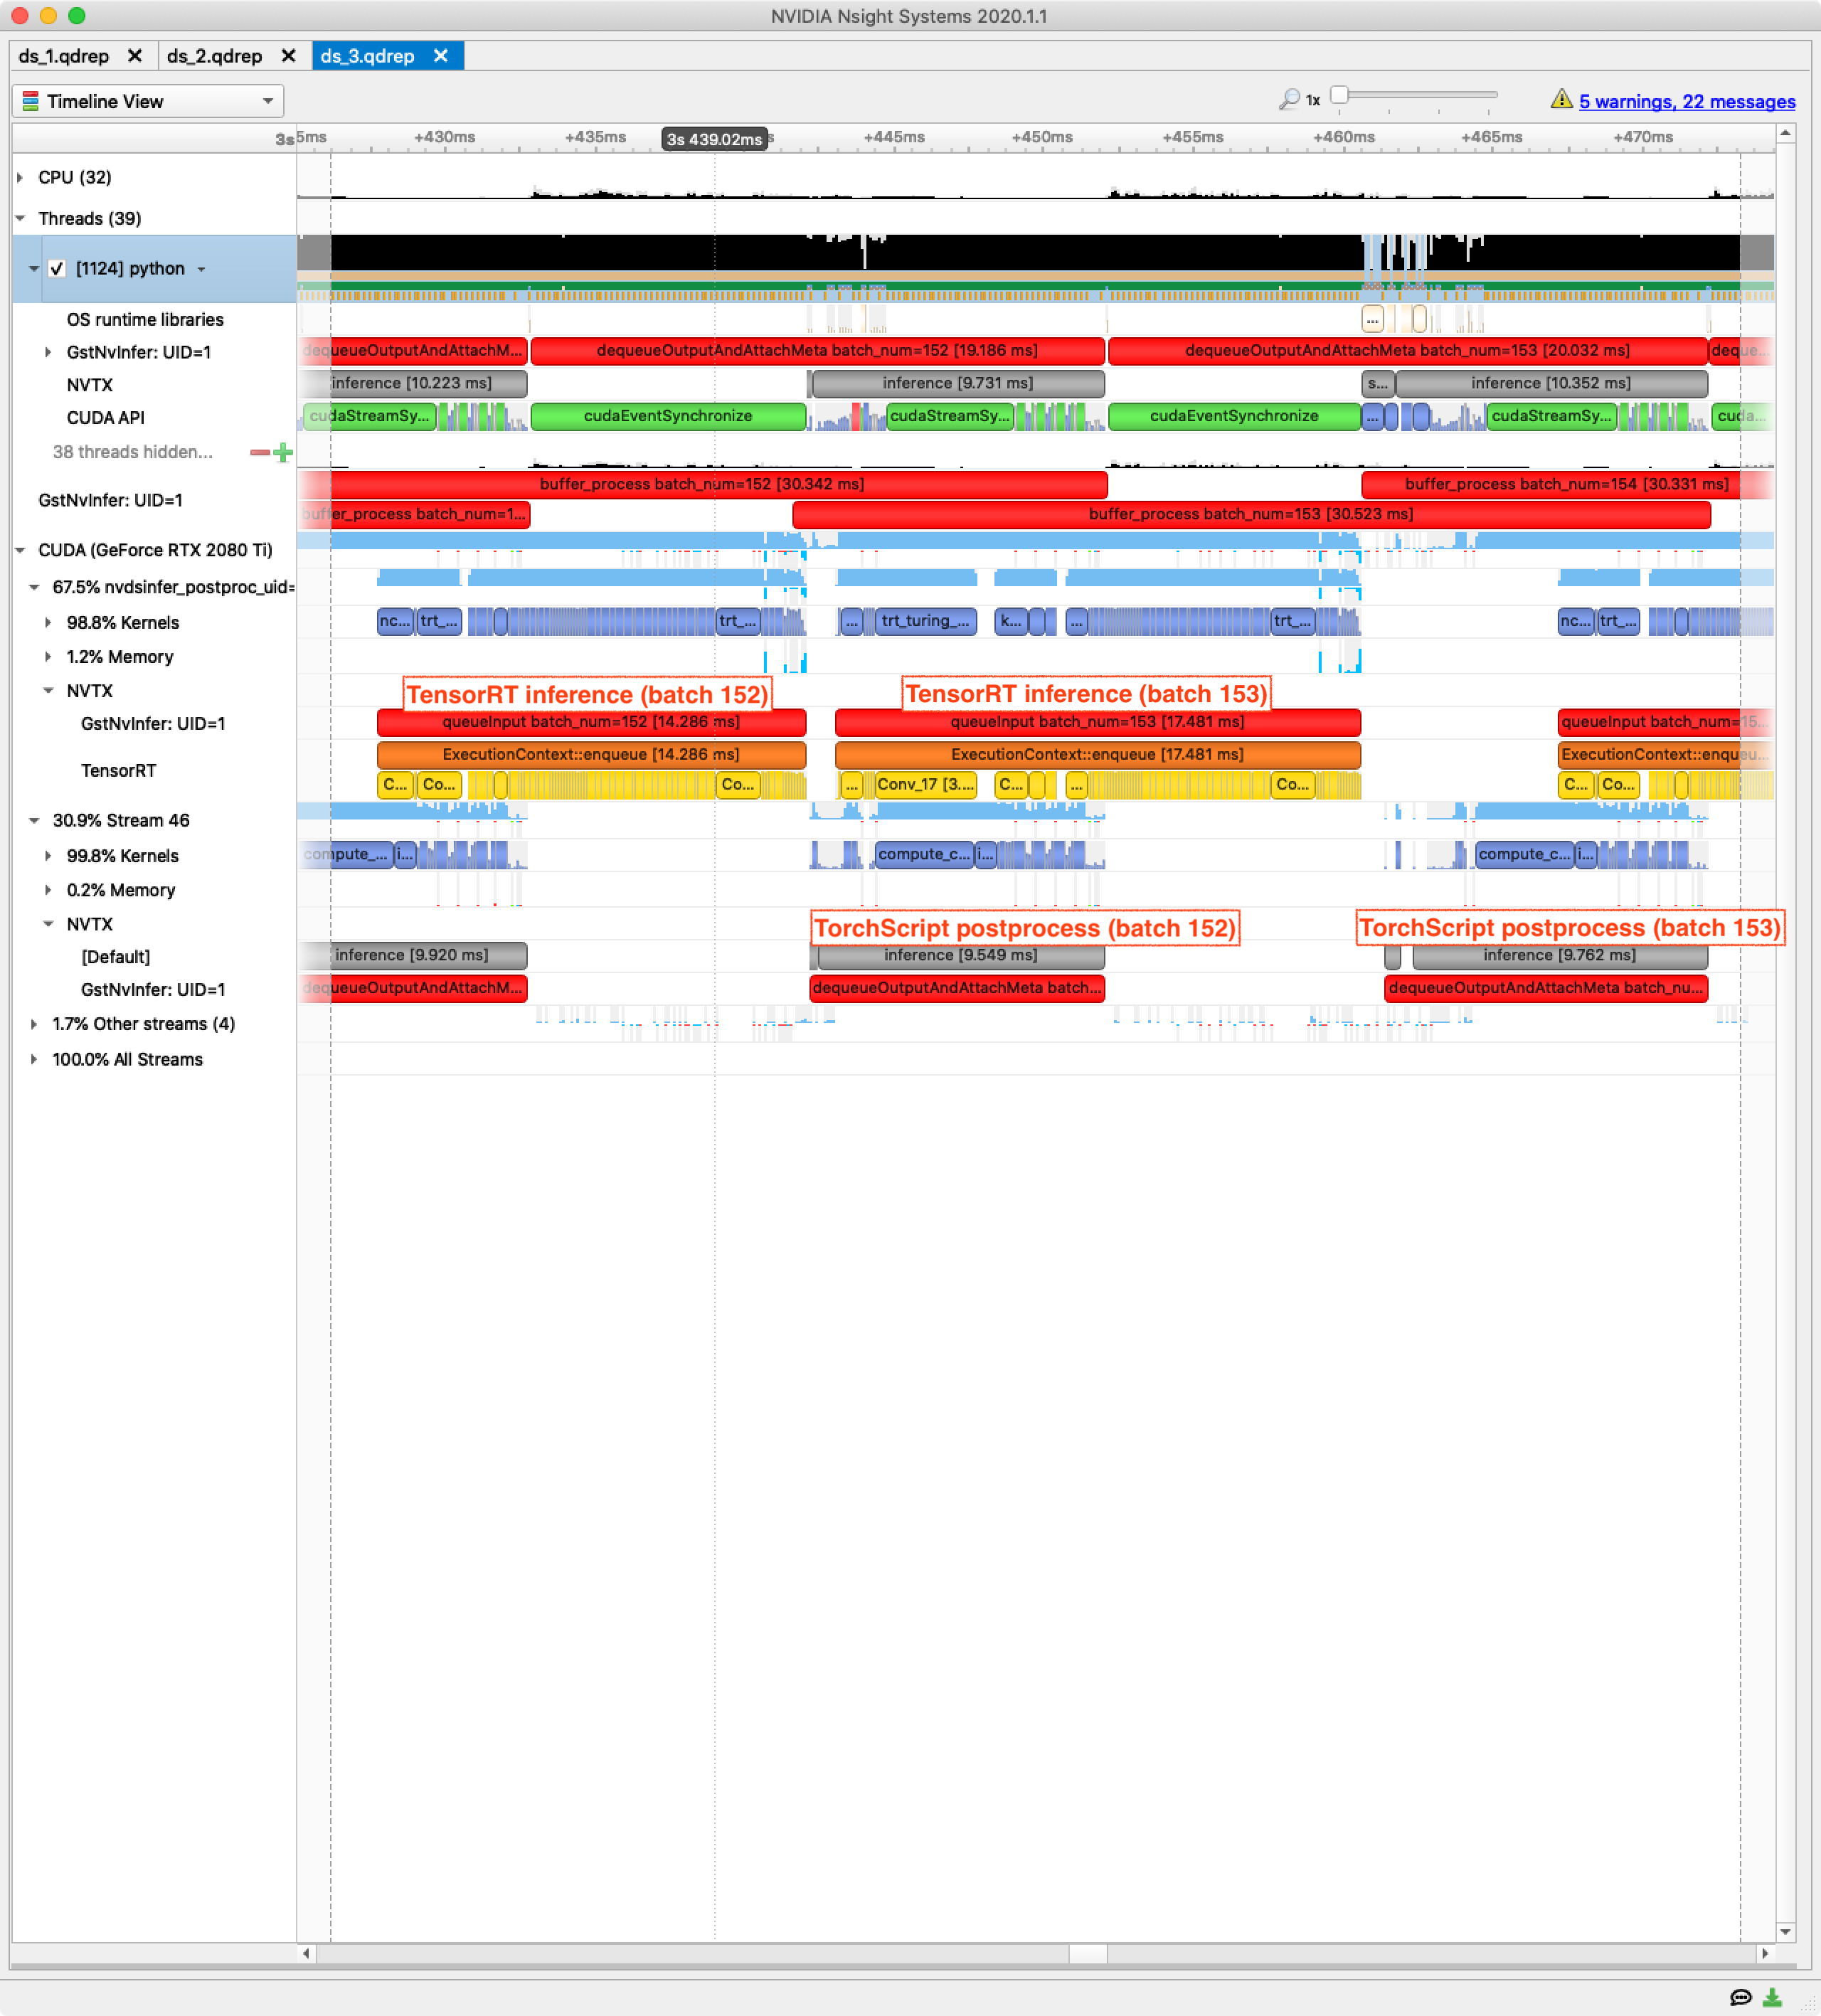 NVIDIA Nsight Systems 2020.1.1
ds_1.qdrep ds_2.qdrep ds_3.qdrep
Timeline View 1x 5 warnings, 22 messages
3s 5ms +430ms +435ms 3s 439.02ms s +445ms +450ms +455ms +460ms +465ms +470ms
CPU (32)
Threads (39)
[1124] python
OS runtime libraries ...
GstNvInfer: UID=1 dequeueOutputAndAttachM... dequeueOutputAndAttachMeta batch_num=152 [19.186 ms] dequeueOutputAndAttachMeta batch_num=153 [20.032 ms] deque...
NVTX inference [10.223 ms] inference [9.731 ms] s... inference [10.352 ms]
CUDA API cudaStreamSy... cudaEventSynchronize cudaStreamSy... cudaEventSynchronize ... cudaStreamSy... cuda...
38 threads hidden...
buffer_process batch_num=152 [30.342 ms] buffer_process batch_num=154 [30.331 ms]
GstNvInfer: UID=1
buffer_process batch_num=1... buffer_process batch_num=153 [30.523 ms]
CUDA (GeForce RTX 2080 Ti)
67.5% nvdsinfer_postproc_uid=
98.8% Kernels nc... trt_... trt_... ... trt_turing_... k... ... trt_... nc... trt_...
1.2% Memory
NVTX TensorRT inference (batch 152) TensorRT inference (batch 153)
GstNvInfer: UID=1 queueInput batch_num=152 [14.286 ms] queueInput batch_num=153 [17.481 ms] queueInput batch_num=15...
ExecutionContext::enqueue [14.286 ms] ExecutionContext::enqueue [17.481 ms] ExecutionContext::enqueu...
TensorRT
C... Co... Co... ... Conv_17 [3.... C... ... Co... C... Co...
30.9% Stream 46
99.8% Kernels compute_... i... compute_c... i... compute_c... i...
0.2% Memory
NVTX TorchScript postprocess (batch 152) TorchScript postprocess (batch 153)
[Default] inference [9.920 ms] inference [9.549 ms] inference [9.762 ms]
GstNvInfer: UID=1 dequeueOutputAndAttachM... dequeueOutputAndAttachMeta batch... dequeueOutputAndAttachMeta batch_nu...
1.7% Other streams (4)
100.0% All Streams